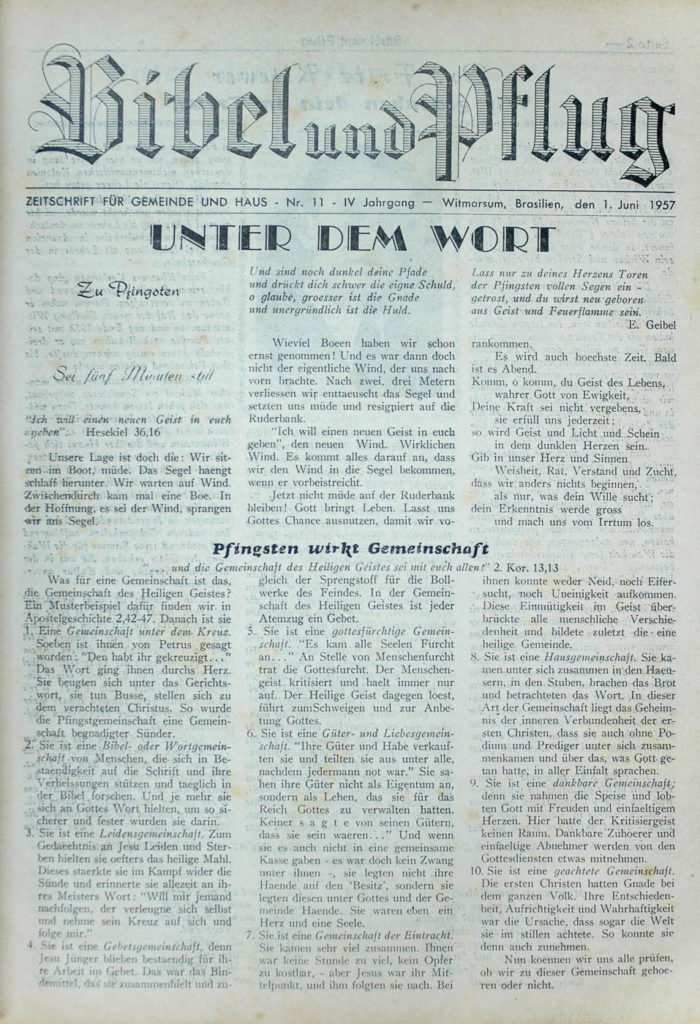 Bibel und Pflug
ZEITSCHRIFT FÜR GEMEINDE UND HAUS - Nr. 11 - IV Jahrgang — Witmarsum, Brasilien, den 1. Juni 1957
UNTER DEM WORT
Zu Pfingsten
Und sind noch dunkel deine Pfade
und drückt dich schwer die eigne Schuld,
o glaube, groesser ist die Gnade
und unergründlich ist die Huld.
Lass nur zu deines Herzens Toren
der Pfingsten vollen Segen ein -
getrost, und du wirst neu geboren
aus Geist und Feuerflamme sein.
E. Geibel
Sei fünf Minuten still
"Ich will einen neuen Geist in euch
geben". Hesekiel 36,16
Unsere Lage ist doch die: Wir sit-
zen im Boot, müde. Das Segel haengt
schlaff herunter. Wir warten auf Wind.
Zwischendurch kam mal eine Boe. In
der Hoffnung, es sei der Wind, sprangen
wir ans Segel.
Wieviel Boeen haben wir schon
ernst genommen! Und es war dann doch
nicht der eigentliche Wind, der uns nach
vorn brachte. Nach zwei, drei Metern
verliessen wir enttaeuscht das Segel und
setzten uns müde und resigniert auf die
Ruderbank.
"Ich will einen neuen Geist in euch
geben", den neuen Wind. Wirklichen
Wind. Es kommt alles darauf an, dass
wir den Wind in die Segel bekommen,
wenn er vorbeistreicht.
Jetzt nicht müde auf der Ruderbank
bleiben! Gott bringt Leben. Lasst uns
Gottes Chance ausnutzen, damit wir vo-
rankommen.
Es wird auch hoechste Zeit. Bald
ist es Abend.
Komm, o komm, du Geist des Lebens,
wahrer Gott von Ewigkeit,
Deine Kraft sei nicht vergebens,
sie erfüll uns jederzeit;
so wird Geist und Licht und Schein
in dem dunklen Herzen sein.
Gib in unser Herz und Sinnen
Weisheit, Rat, Verstand und Zucht,
dass wir anders nichts beginnen,
als nur, was dein Wille sucht;
dein Erkenntnis werde gross
und mach uns vom Irrtum los.
Pfingsten wirkt Gemeinschaft
"... und die Gemeinschaft des Heiligen Geistes sei mit euch allen!" 2. Kor. 13,13
Was für eine Gemeinschaft ist das,
die Gemeinschaft des Heiligen Geistes?
Ein Musterbeispiel dafür finden wir in
Apostelgeschichte 2,42-47. Danach ist sie
1. Eine Gemeinschaft unter dem Kreuz.
Soeben ist ihnen von Petrus gesagt
worden: "Den habt ihr gekreuzigt..."
Das Wort ging ihnen durchs Herz.
Sie beugten sich unter das Gerichts-
wort, sie tun Busse, stellen sich zu
dem verachteten Christus. So wurde
die Pfingstgemeinschaft eine Gemein-
schaft begnadigter Sünder.
2. Sie ist eine Bibel- oder Wortgemein-
schaft von Menschen, die sich in Be-
staendigkeit auf die Schrift und ihre
Verheissungen stützen und taeglich in
der Bibel forschen. Und je mehr sie
sich an Gottes Wort hielten, um so si-
cherer und fester wurden sie darin.
3. Sie ist eine Leidensgemeinschaft. Zum
Gedaechtnis an Jesu Leiden und Ster-
ben hielten sie oefters das heilige Mahl.
Dieses staerkte sie im Kampf wider die
Sünde und erinnerte sie allezeit an ih-
res Meisters Wort: "Will mir jemand
nachfolgen, der verleugne sich selbst
und nehme sein Kreuz auf sich und
folge mir."
4. Sie ist eine Gebetsgemeinschaft, denn
Jesu Jünger blieben bestaendig für ih-
re Arbeit im Gebet. Das war das Bin-
demittel, das sie zusammenhielt und zu-
gleich der Sprengstoff für die Boll-
werke des Feindes. In der Gemein-
schaft des Heiligen Geistes ist jeder
Atemzug ein Gebet.
5. Sie ist eine gottesfürchtige Gemein-
schaft. "Es kam alle Seelen Furcht
an..." An Stelle von Menschenfurcht
trat die Gottesfurcht. Der Menschen-
geist kritisiert und haelt immer nur
auf. Der Heilige Geist dagegen loest,
führt zumSchweigen und zur Anbe-
tung Gottes.
6. Sie ist eine Güter- und Liebesgemein-
schaft. "Ihre Güter und Habe verkauf-
ten sie und teilten sie aus unter alle,
nachdem jedermann not war." Sie sa-
hen ihre Güter nicht als Eigentum an,
sondern als Lehen, das sie für das
Reich Gottes zu verwalten hatten.
Keiner s a g t e von seinen Gütern,
dass sie sein waeren..." Und wenn
sie es auch nicht in eine gemeinsame
Kasse gaben - es war doch kein Zwang
unter ihnen -, sie legten nicht ihre
Haende auf den 'Besitz', sondern sie
legten diesen unter Gottes und der Ge-
meinde Haende. Sie waren eben ein
Herz und eine Seele.
7. Sie ist eine Gemeinschaft der Eintracht.
Sie kamen sehr viel zusammen. Ihnen
war keine Stunde zu viel, kein Opfer
zu kostbar, - aber Jesus war ihr Mit-
telpunkt, und ihm folgten sie nach. Bei
ihnen konnte weder Neid, noch Eifer-
sucht, noch Uneinigkeit aufkommen.
Diese Einmütigkeit im Geist über-
brückte alle menschliche Verschie-
denheit und bildete zuletzt die eine
heilige Gemeinde.
8. Sie ist eine Hausgemeinschaft. Sie ka-
men unter sich zusammen in den Haeu-
sern, in den Stuben, brachen das Brot
und betrachteten das Wort. In dieser
Art der Gemeinschaft liegt das Geheim-
nis der inneren Verbundenheit der er-
sten Christen, dass sie auch ohne Po-
dium und Prediger unter sich zusam-
menkamen und über das, was Gott ge-
tan hatte, in aller Einfalt sprachen.
9. Sie ist eine dankbare Gemeinschaft;
denn sie nahmen die Speise und lob-
ten Gott mit Freuden und einfaeltigem
Herzen. Hier hatte der Kritisiergeist
keinen Raum. Dankbare Zuhoerer und
einfaeltige Abnehmer werden von den
Gottesdiensten etwas mitnehmen.
10. Sie ist eine geachtete Gemeinschaft.
Die ersten Christen hatten Gnade bei
dem ganzen Volk. Ihre Entschieden-
heit, Aufrichtigkeit und Wahrhaftigkeit
war die Ursache, dass sogar die Welt
sie im stillen achtete. So konnte sie
denn auch zunehmen.
Nun koennen wir uns alle prüfen,
ob wir zu dieser Gemeinschaft gehoe-
ren oder nicht.